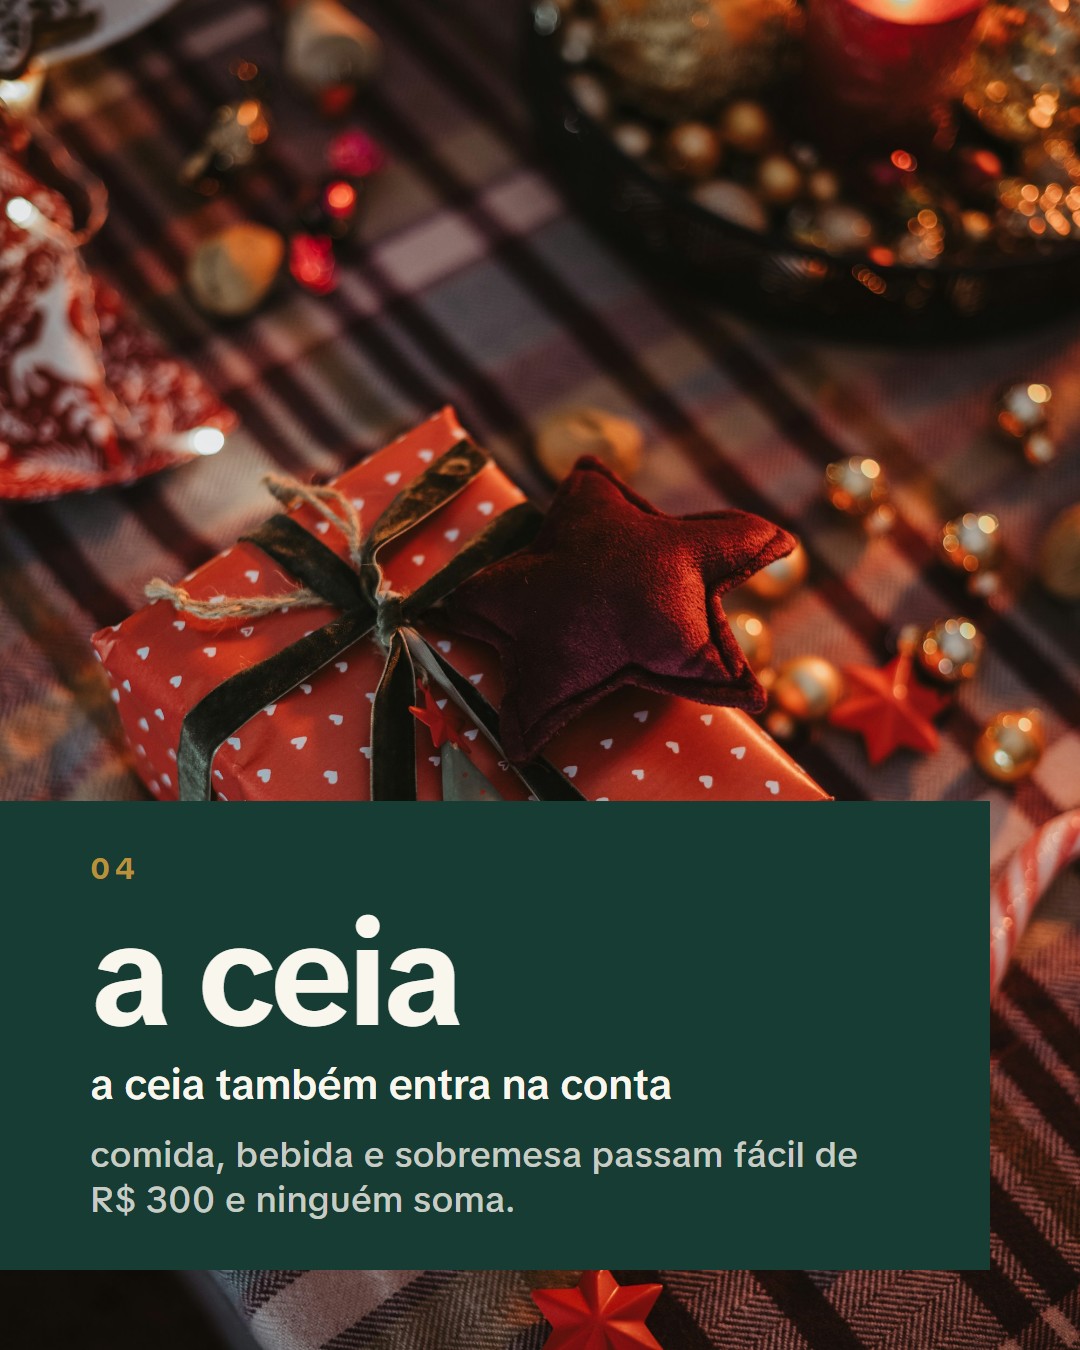 04
a ceia
a ceia também entra na conta
comida, bebida e sobremesa passam fácil de
R$ 300 e ninguém soma.